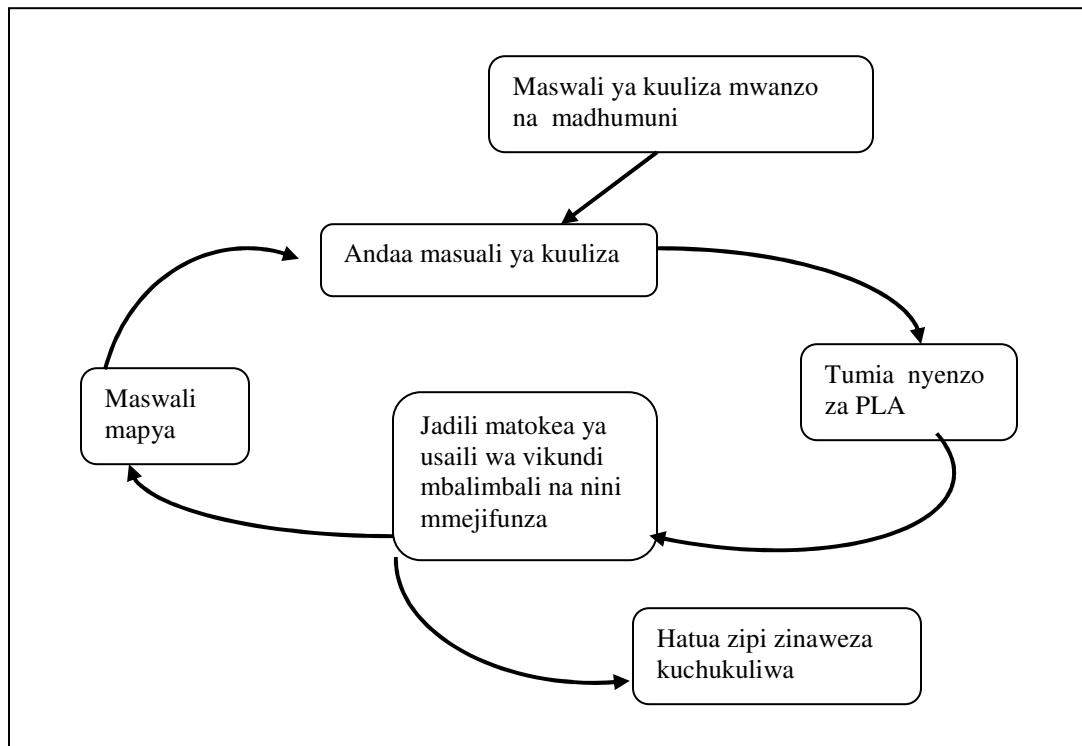 Maswali ya kuuliza mwanzo
na madhumuni
Andaa masuali ya kuuliza
Tumia nyenzo
za PLA
Maswali
mapya
Jadili matokea ya
usaili wa vikundi
mbalimbali na nini
mmejifunza
Hatua zipi zinaweza
kuchukuliwa